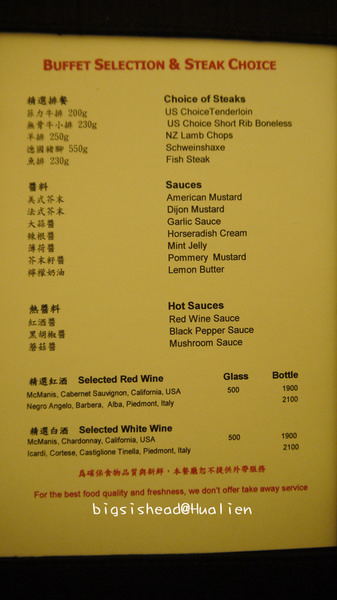 BUFFET SELECTION & STEAK CHOICE
精選排餐 Choice of Steaks
菲力牛排 200g US ChoiceTenderloin
無骨牛小排 230g US Choice Short Rib Boneless
羊排 250g NZ Lamb Chops
德國豬腳 550g Schweinshaxe
魚排 230g Fish Steak
醬料 Sauces
美式芥末 American Mustard
法式芥末 Dijon Mustard
大蒜醬 Garlic Sauce
辣根醬 Horseradish Cream
薄荷醬 Mint Jelly
芥末籽醬 Pommery Mustard
檸檬奶油 Lemon Butter
熱醬料 Hot Sauces
紅酒醬 Red Wine Sauce
黑胡椒醬 Black Pepper Sauce
蘑菇醬 Mushroom Sauce
精選紅酒 Selected Red Wine Glass Bottle
McManis, Cabernet Sauvignon, California, USA 500 1900
Negro Angelo, Barbera, Alba, Piedmont, Italy 2100
精選白酒 Selected White Wine
McManis, Chardonnay, California, USA 500 1900
Icardi, Cortese, Castiglione Tinella, Piedmont, Italy 2100
為確保食物品質與新鮮，本餐廳恕不提供外帶服務
For the best food quality and freshness, we don't offer take away service
bigsishead@Hualien